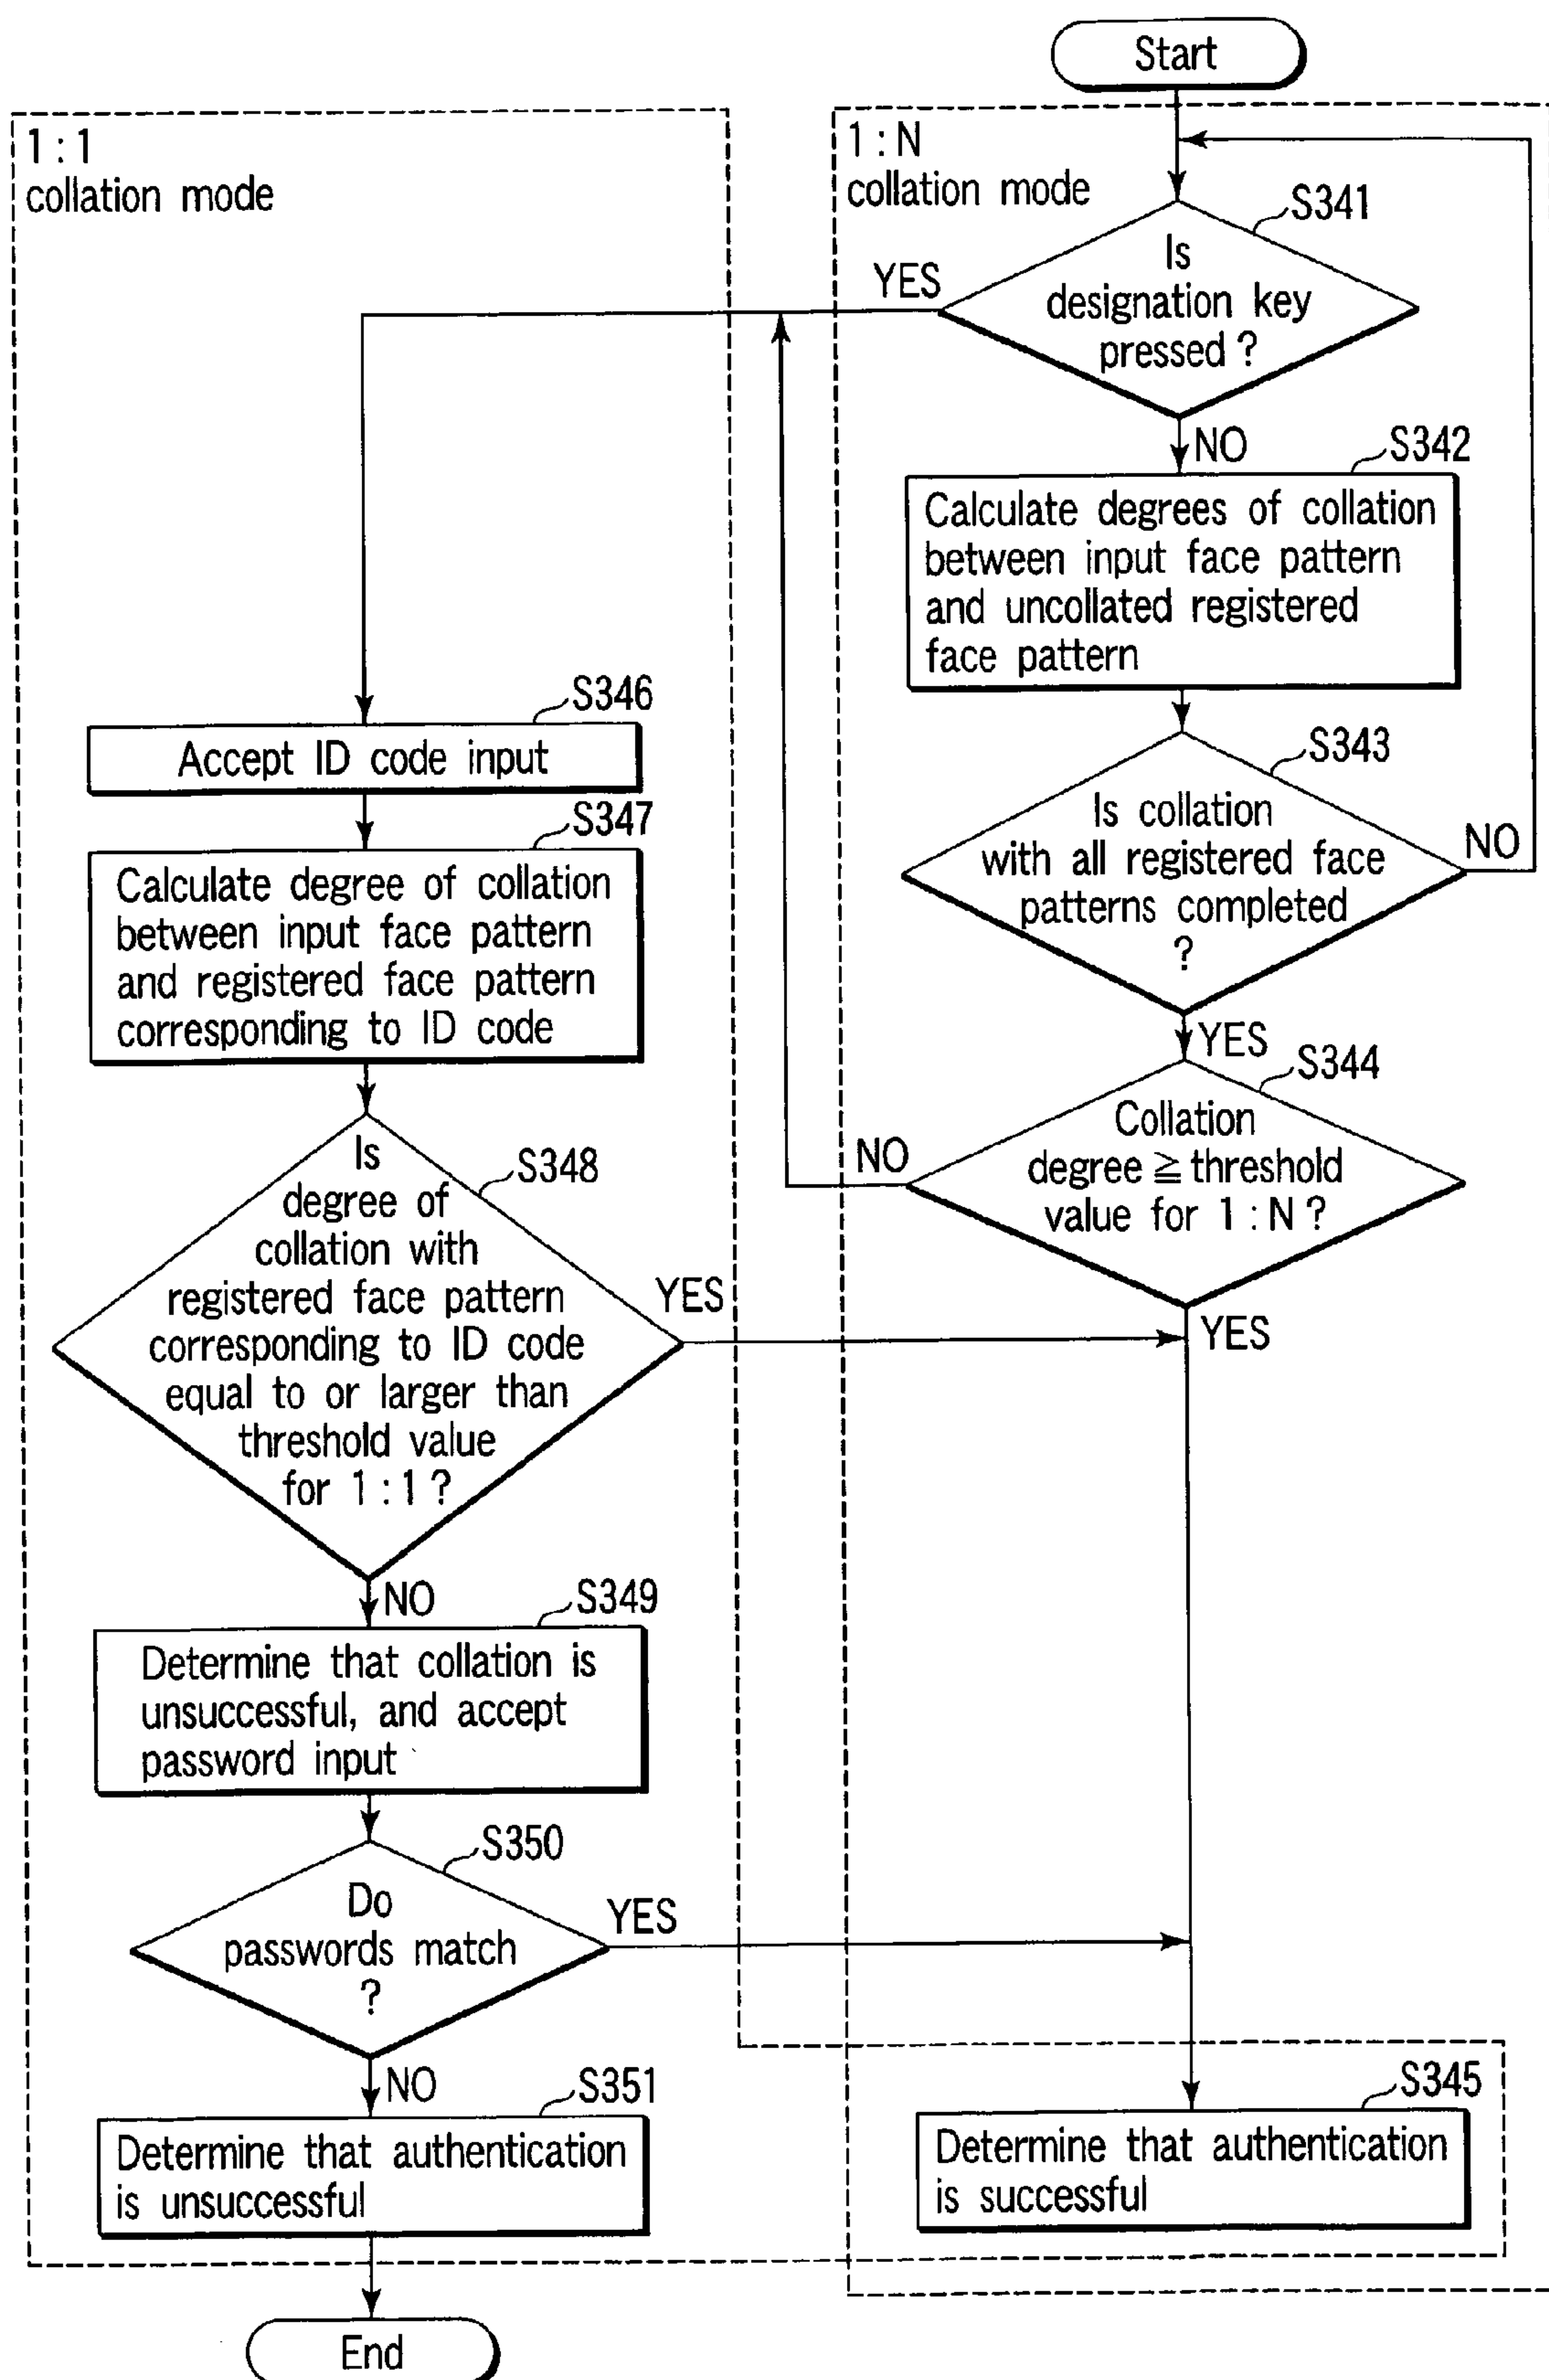 Start
1 : N
collation mode
S341
Is
designation key
pressed ?
YES
NO
S342
Calculate degrees of collation
between input face pattern
and uncollated registered
face pattern
S343
Is collation
with all registered face
patterns completed
?
NO
YES
S344
Collation
degree ≧ threshold
value for 1 : N ?
NO
YES
1 : 1
collation mode
S346
Accept ID code input
S347
Calculate degree of collation
between input face pattern
and registered face pattern
corresponding to ID code
S348
Is
degree of
collation with
registered face pattern
corresponding to ID code
equal to or larger than
threshold value
for 1 : 1 ?
YES
NO
S349
Determine that collation is
unsuccessful, and accept
password input
S350
Do
passwords match
?
YES
NO
S351
Determine that authentication
is unsuccessful
S345
Determine that authentication
is successful
End